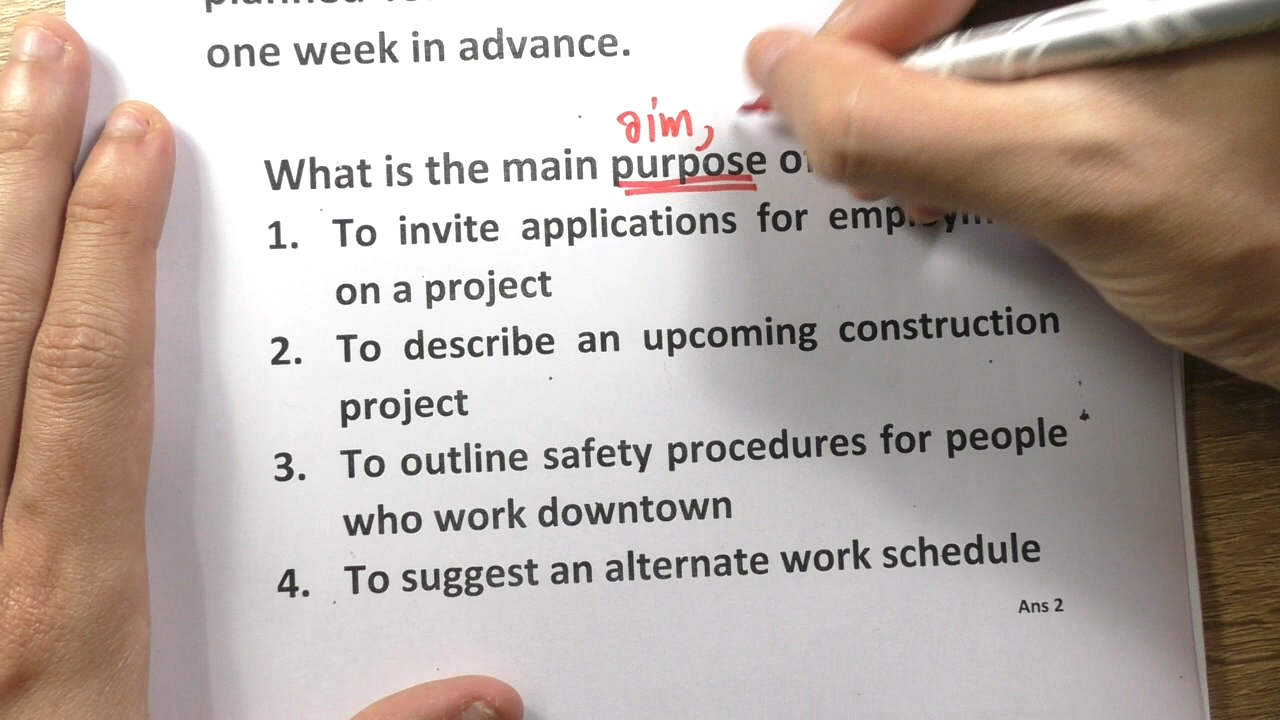 one week in advance.
aim,
What is the main purpose
1. To invite applications for
on a project
2. To describe an upcoming construction
project
3. To outline safety procedures for people
who work downtown
4. To suggest an alternate work schedule
Ans 2